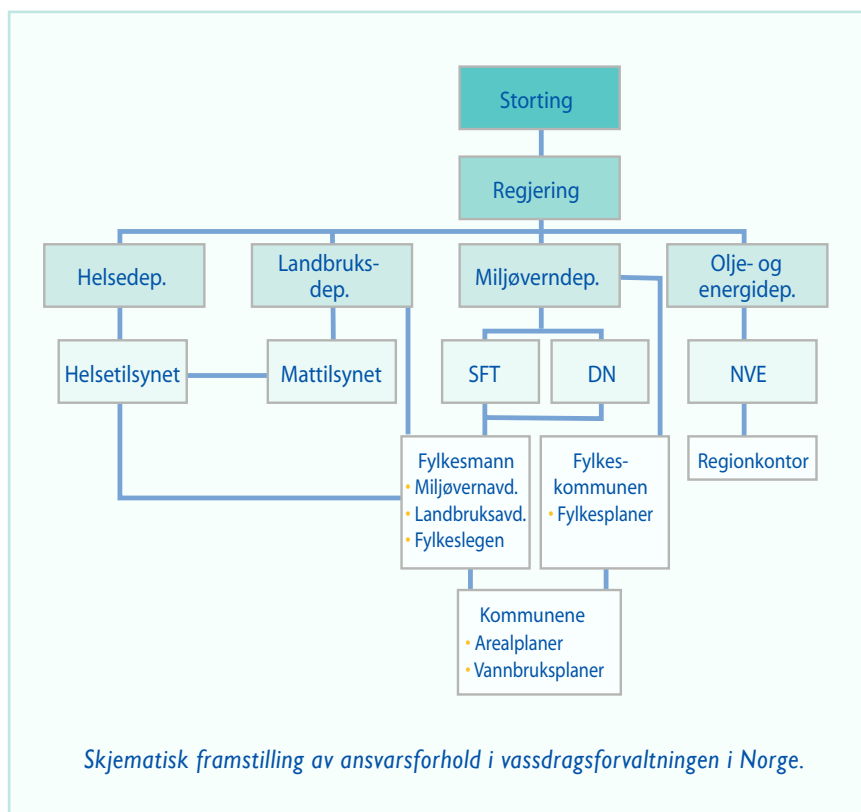 Storting
Regjering
Helsedep.
Landbruks-
dep.
Miljøverndep.
Olje- og
energidep.
Helsetilsynet
Mattilsynet
SFT
DN
NVE
Fylkesmann
• Miljøvernavd.
• Landbruksavd.
• Fylkeslegen
Fylkes-
kommunen
• Fylkesplaner
Regionkontor
Kommunene
• Arealplaner
• Vannbruksplaner
Skjematisk framstilling av ansvarsforhold i vassdragsforvaltningen i Norge.